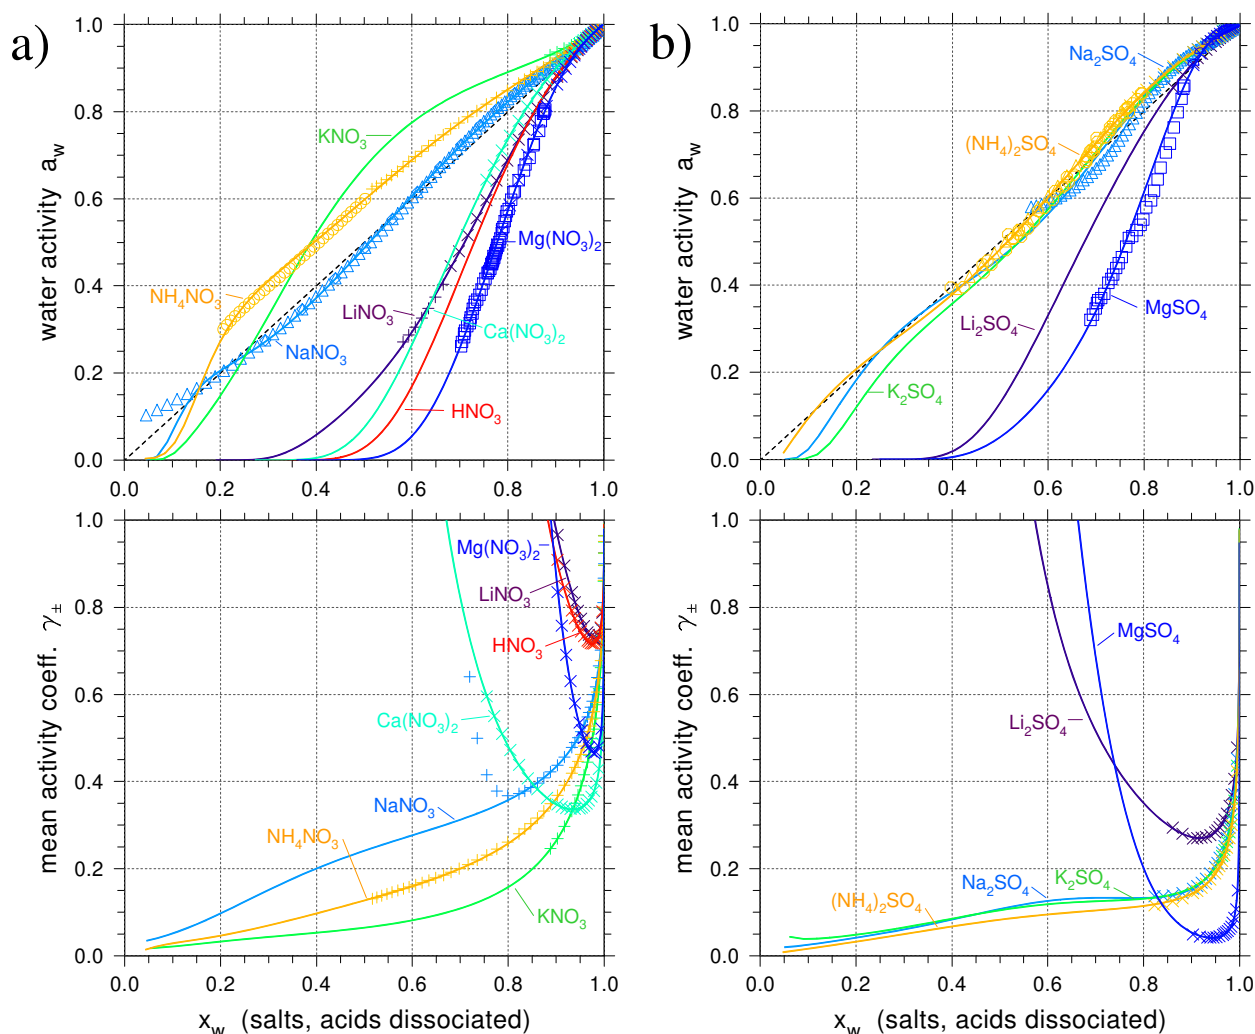 a)
water activity a_w
1.0
0.8
0.6
0.4
0.2
0.0
KNO3
NH4NO3
NaNO3
LiNO3
Ca(NO3)2
HNO3
Mg(NO3)2
0.0 0.2 0.4 0.6 0.8 1.0
b)
water activity a_w
1.0
0.8
0.6
0.4
0.2
0.0
Na2SO4
(NH4)2SO4
Li2SO4
MgSO4
K2SO4
0.0 0.2 0.4 0.6 0.8 1.0
mean activity coeff. γ±
1.0
0.8
0.6
0.4
0.2
0.0
Mg(NO3)2
LiNO3
HNO3
Ca(NO3)2
NaNO3
NH4NO3
KNO3
0.0 0.2 0.4 0.6 0.8 1.0
x_w (salts, acids dissociated)
mean activity coeff. γ±
1.0
0.8
0.6
0.4
0.2
0.0
MgSO4
Li2SO4
Na2SO4
K2SO4
(NH4)2SO4
0.0 0.2 0.4 0.6 0.8 1.0
x_w (salts, acids dissociated)